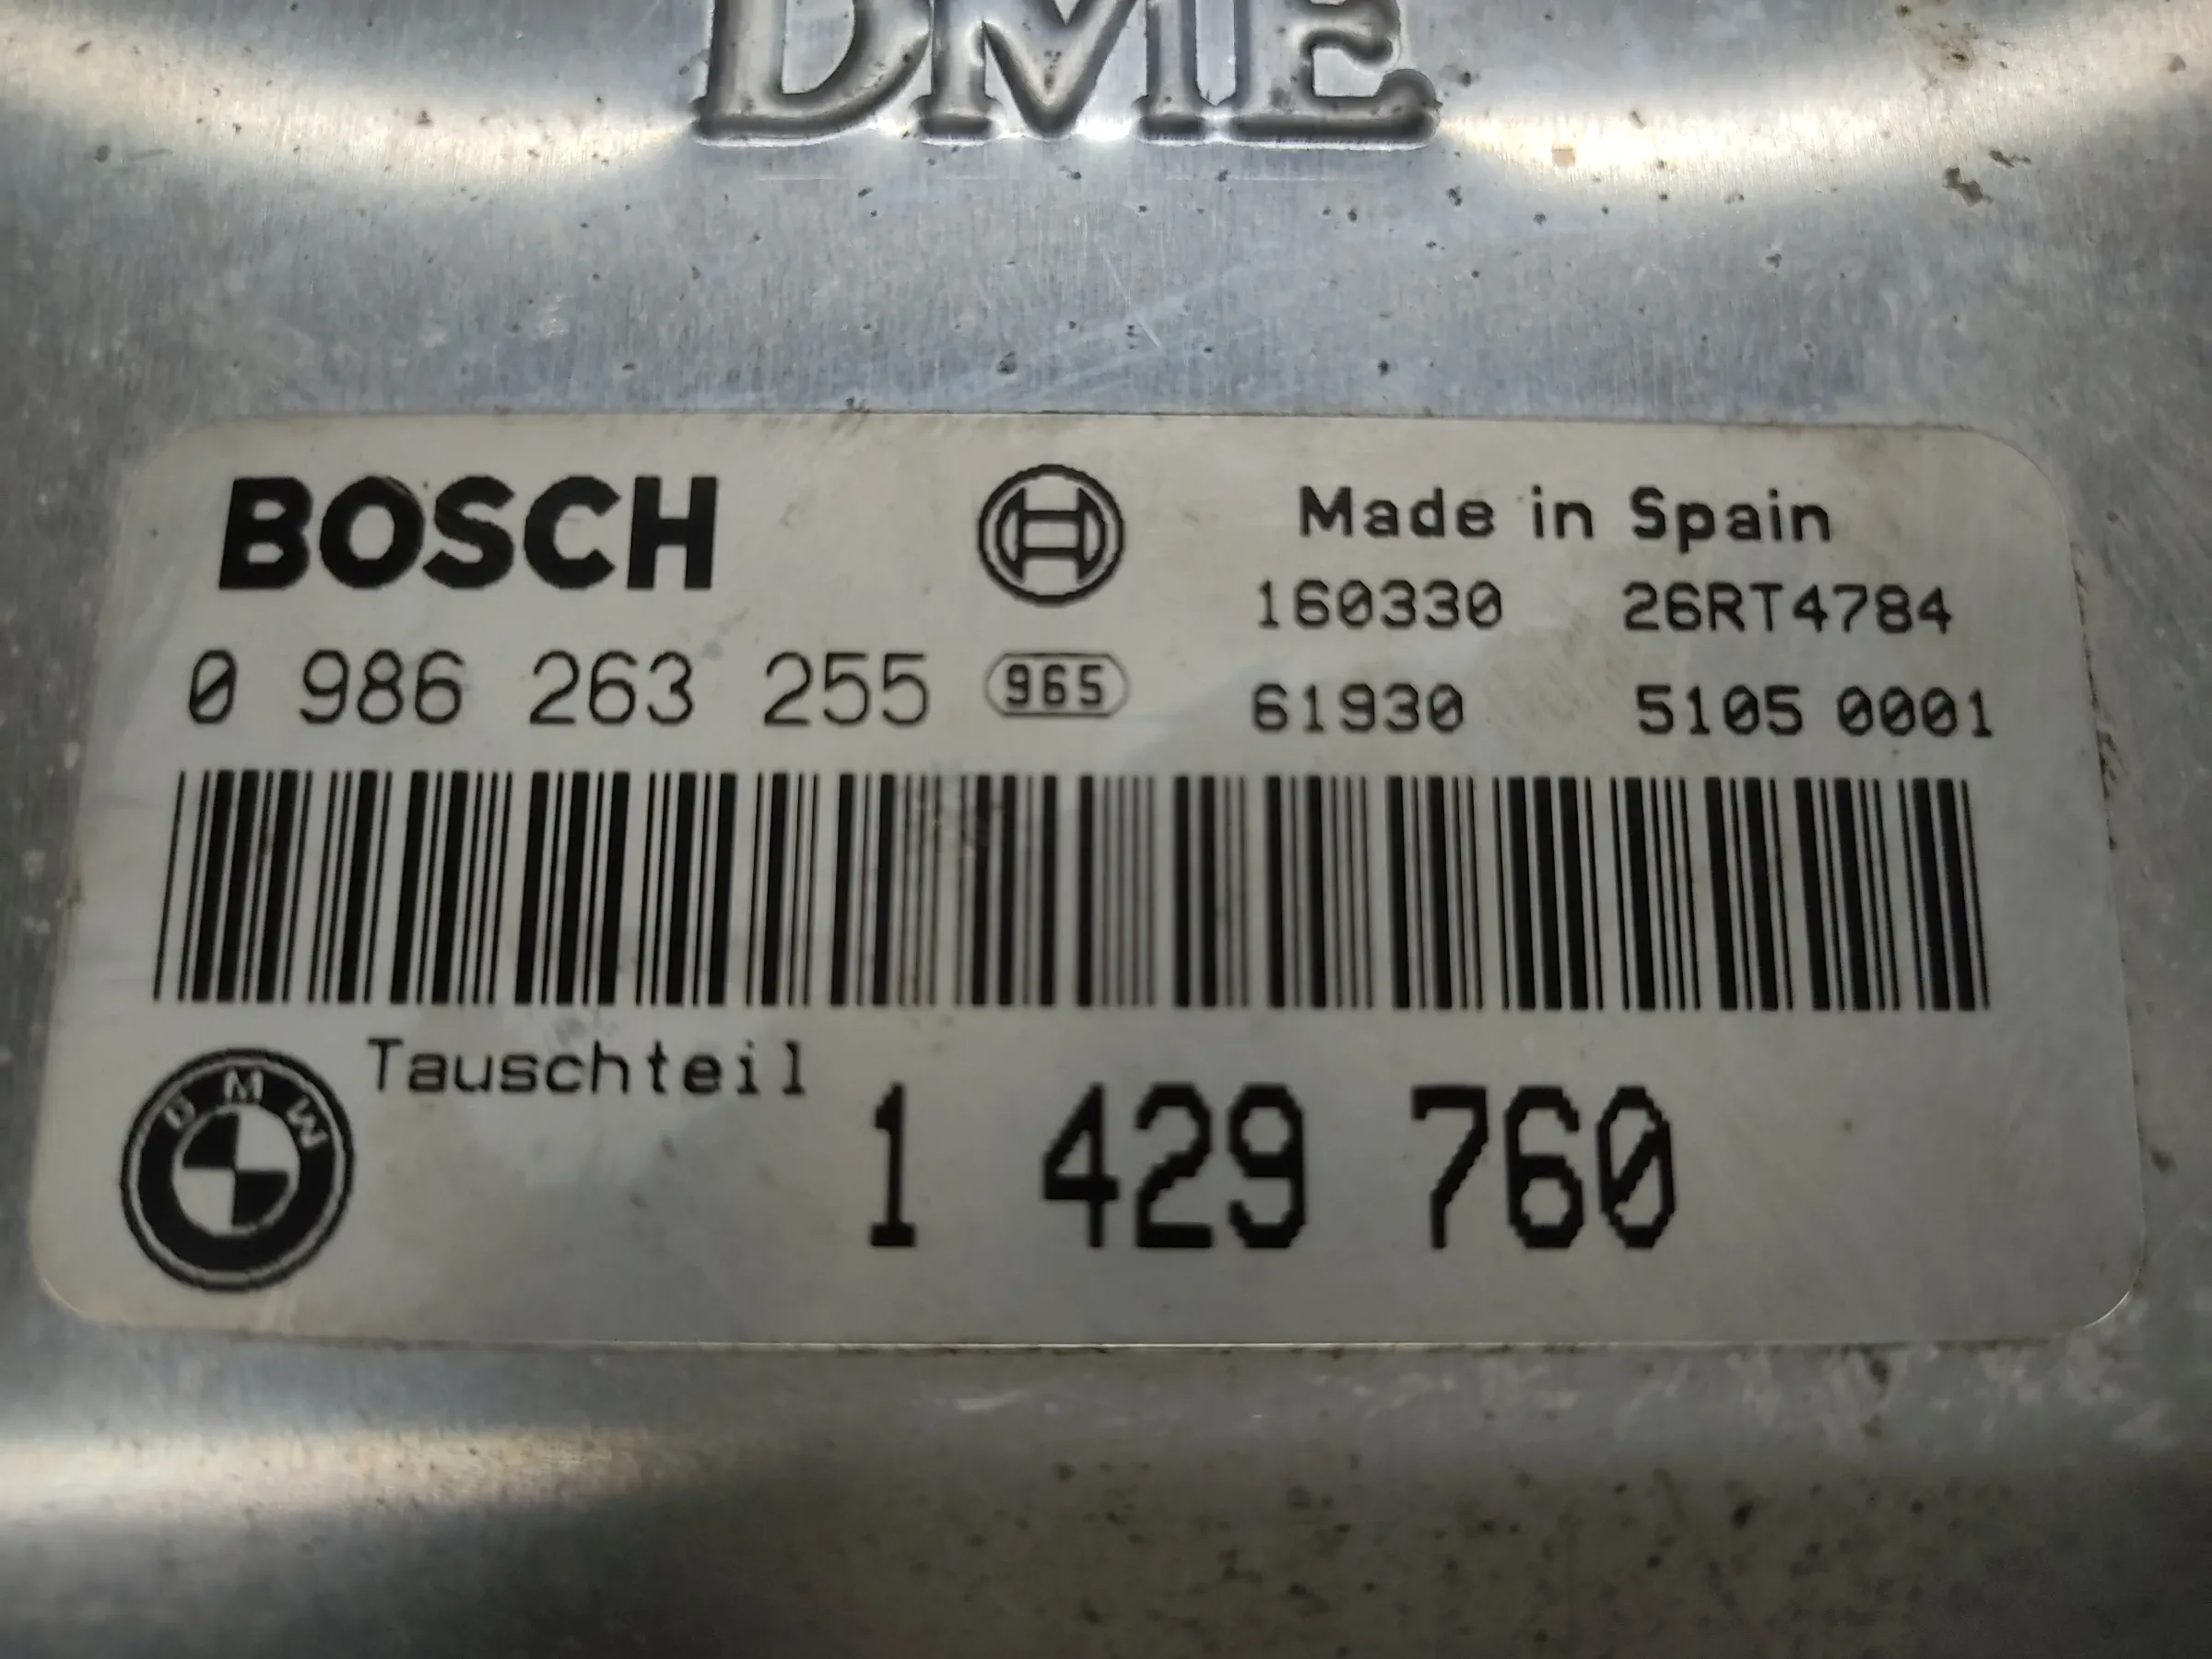 DME
BOSCH Made in Spain
160330 26RT4784
0 986 263 255 965 61930 5105 0001
Tauschteil
BMW 1 429 760